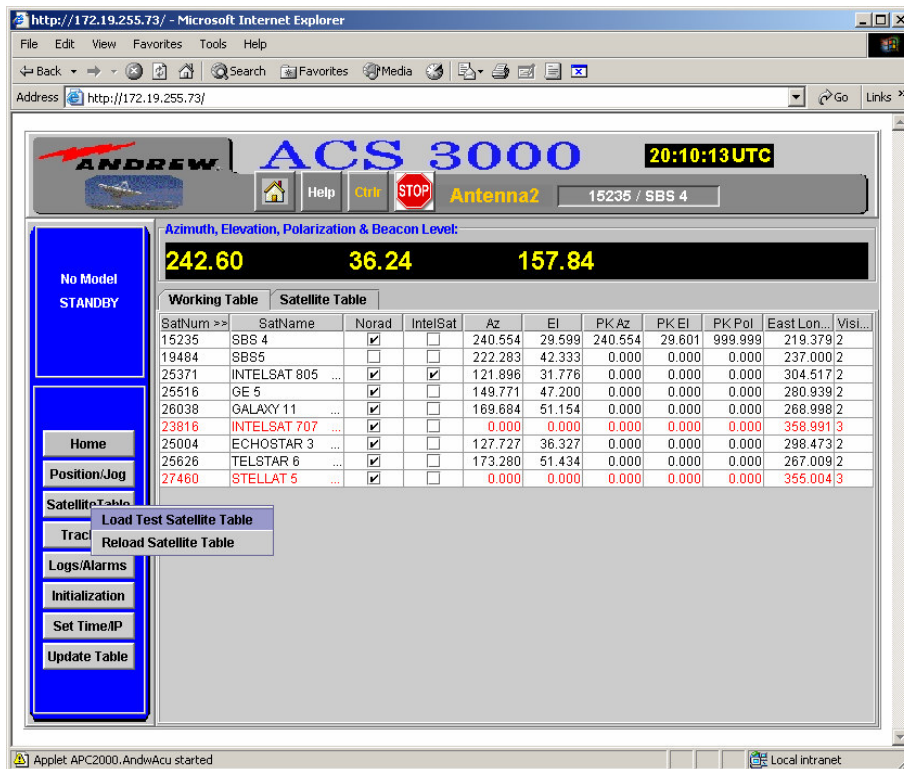 http://172.19.255.73/ - Microsoft Internet Explorer
File Edit View Favorites Tools Help
Back Search Favorites Media
Address http://172.19.255.73/ Go Links »
ANDREW. ACS 3000 20:10:13UTC
Help Ctrlr STOP Antenna2 15235 / SBS 4
No Model
STANDBY
Azimuth, Elevation, Polarization & Beacon Level:
242.60 36.24 157.84
Working Table Satellite Table
SatNum >> SatName Norad IntelSat Az El PK Az PK El PK Pol East Lon... Visi...
15235 SBS 4 240.554 29.599 240.554 29.601 999.999 219.379 2
19484 SBS5 222.283 42.333 0.000 0.000 0.000 237.000 2
25371 INTELSAT 805 ... 121.896 31.776 0.000 0.000 0.000 304.517 2
25516 GE 5 ... 149.771 47.200 0.000 0.000 0.000 280.939 2
26038 GALAXY 11 ... 169.684 51.154 0.000 0.000 0.000 268.998 2
23816 INTELSAT 707 ... 0.000 0.000 0.000 0.000 0.000 358.991 3
25004 ECHOSTAR 3 ... 127.727 36.327 0.000 0.000 0.000 298.473 2
25626 TELSTAR 6 ... 173.280 51.434 0.000 0.000 0.000 267.009 2
27460 STELLAT 5 ... 0.000 0.000 0.000 0.000 0.000 355.004 3
Home
Position/Jog
SatelliteTable
Load Test Satellite Table
Trac
Reload Satellite Table
Logs/Alarms
Initialization
Set Time/IP
Update Table
Applet APC2000.AndwAcu started Local intranet